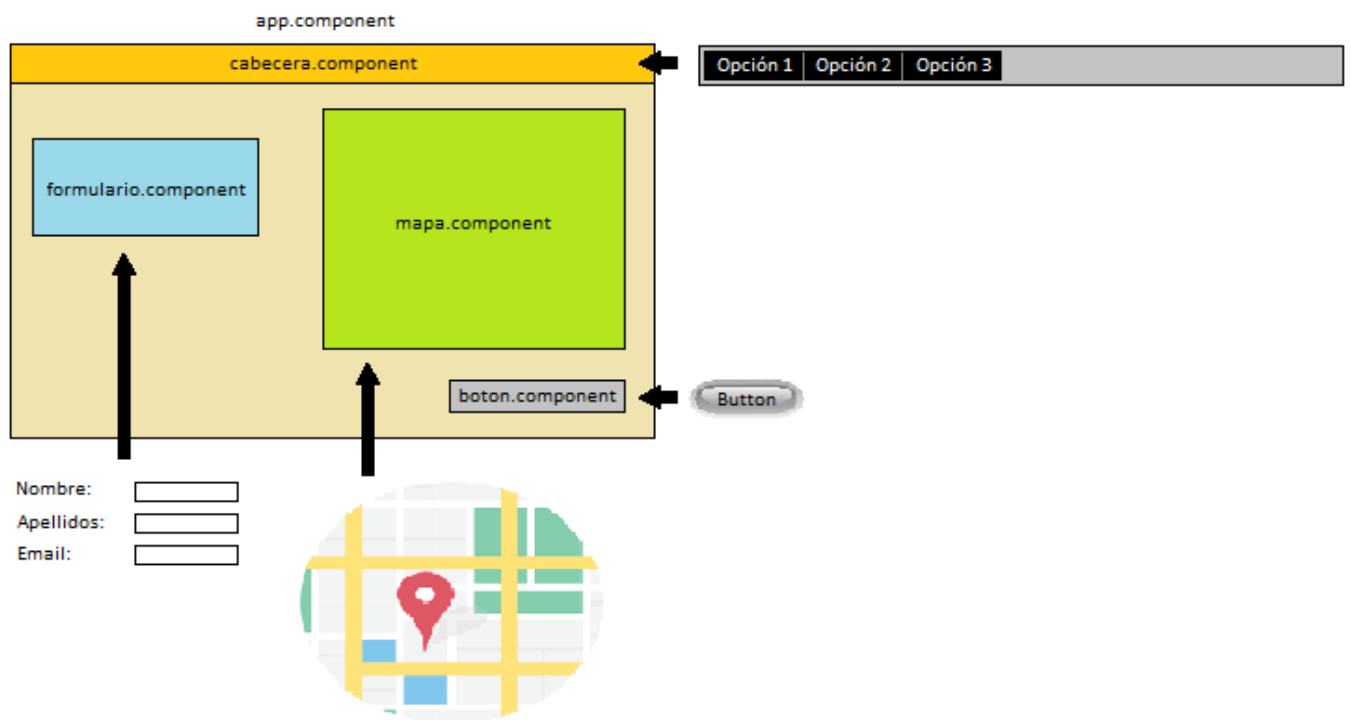 app.component
cabecera.component
Opción 1 Opción 2 Opción 3
formulario.component
mapa.component
boton.component
Button
Nombre:
Apellidos:
Email: